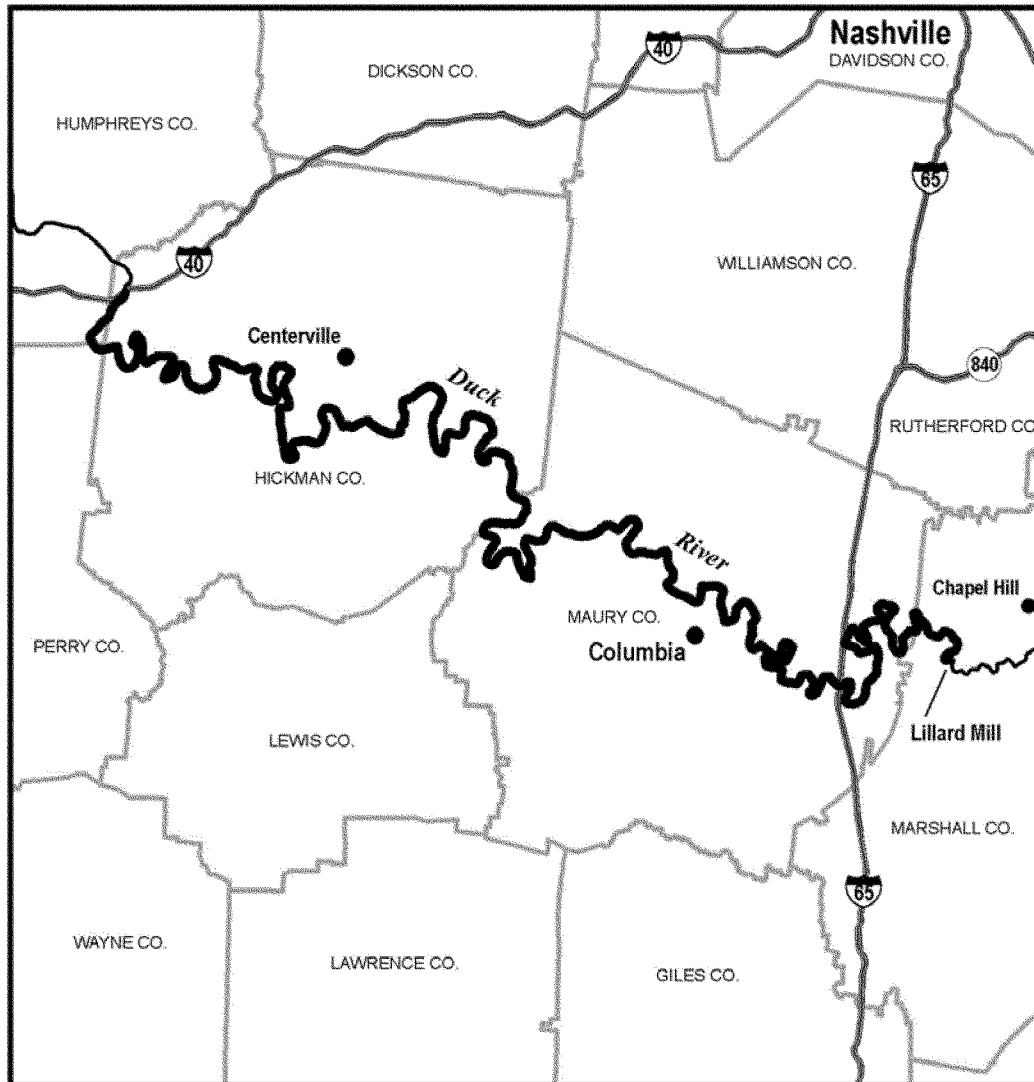 Nashville
DAVIDSON CO.
40
DICKSON CO.
HUMPHREYS CO.
65
40
WILLIAMSON CO.
Centerville
840
Duck
RUTHERFORD CO
HICKMAN CO.
River
Chapel Hill
MAURY CO.
PERRY CO.
Columbia
Lillard Mill
LEWIS CO.
MARSHALL CO.
65
WAYNE CO.
LAWRENCE CO.
GILES CO.